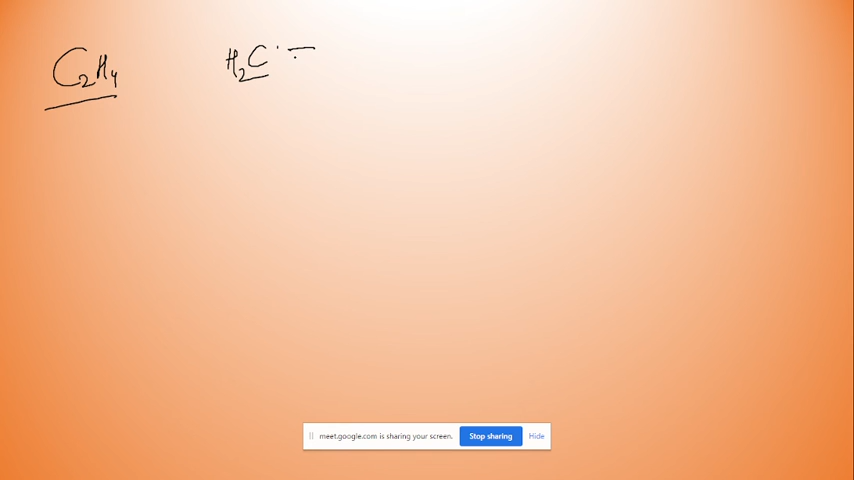 C₂H₄ H₂C
meet.google.com is sharing your screen. Stop sharing Hide